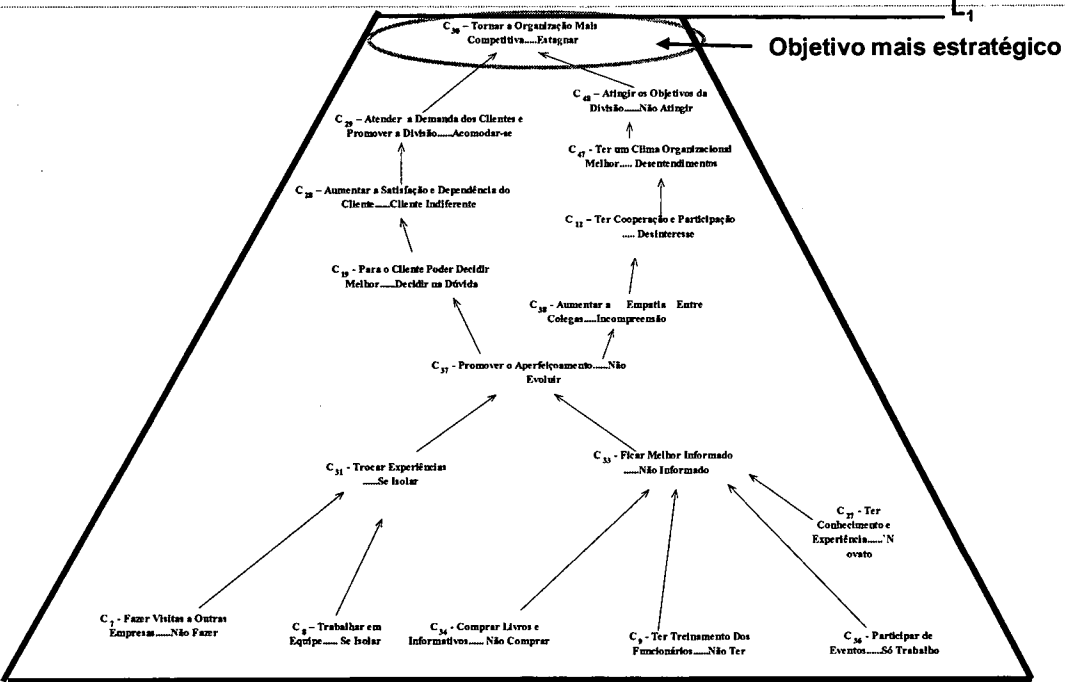 L1
C30 – Tornar a Organização Mais
Competitiva.....Estagnar
Objetivo mais estratégico
C48 – Atingir os Objetivos da
Divisão......Não Atingir
C29 – Atender a Demanda dos Clientes e
Promover a Divisão.....Acomodar-se
C47 - Ter um Clima Organizacional
Melhor..... Desentendimentos
C28 – Aumentar a Satisfação e Dependência do
Cliente.....Cliente Indiferente
C12 – Ter Cooperação e Participação
..... Desinteresse
C19 - Para o Cliente Poder Decidir
Melhor.....Decidir na Dúvida
C38 - Aumentar a Empatia Entre
Colegas.....Incompreensão
C37 - Promover o Aperfeiçoamento......Não
Evoluir
C31 - Trocar Experiências
......Se Isolar
C33 - Ficar Melhor Informado
......Não Informado
C27 - Ter
Conhecimento e
Experiência......`N
ovato
C7 - Fazer Visitas a Outras
Empresas......Não Fazer
C8 – Trabalhar em
Equipe...... Se Isolar
C34 - Comprar Livros e
Informativos...... Não Comprar
C9 - Ter Treinamento Dos
Funcionários......Não Ter
C36 - Participar de
Eventos......Só Trabalho